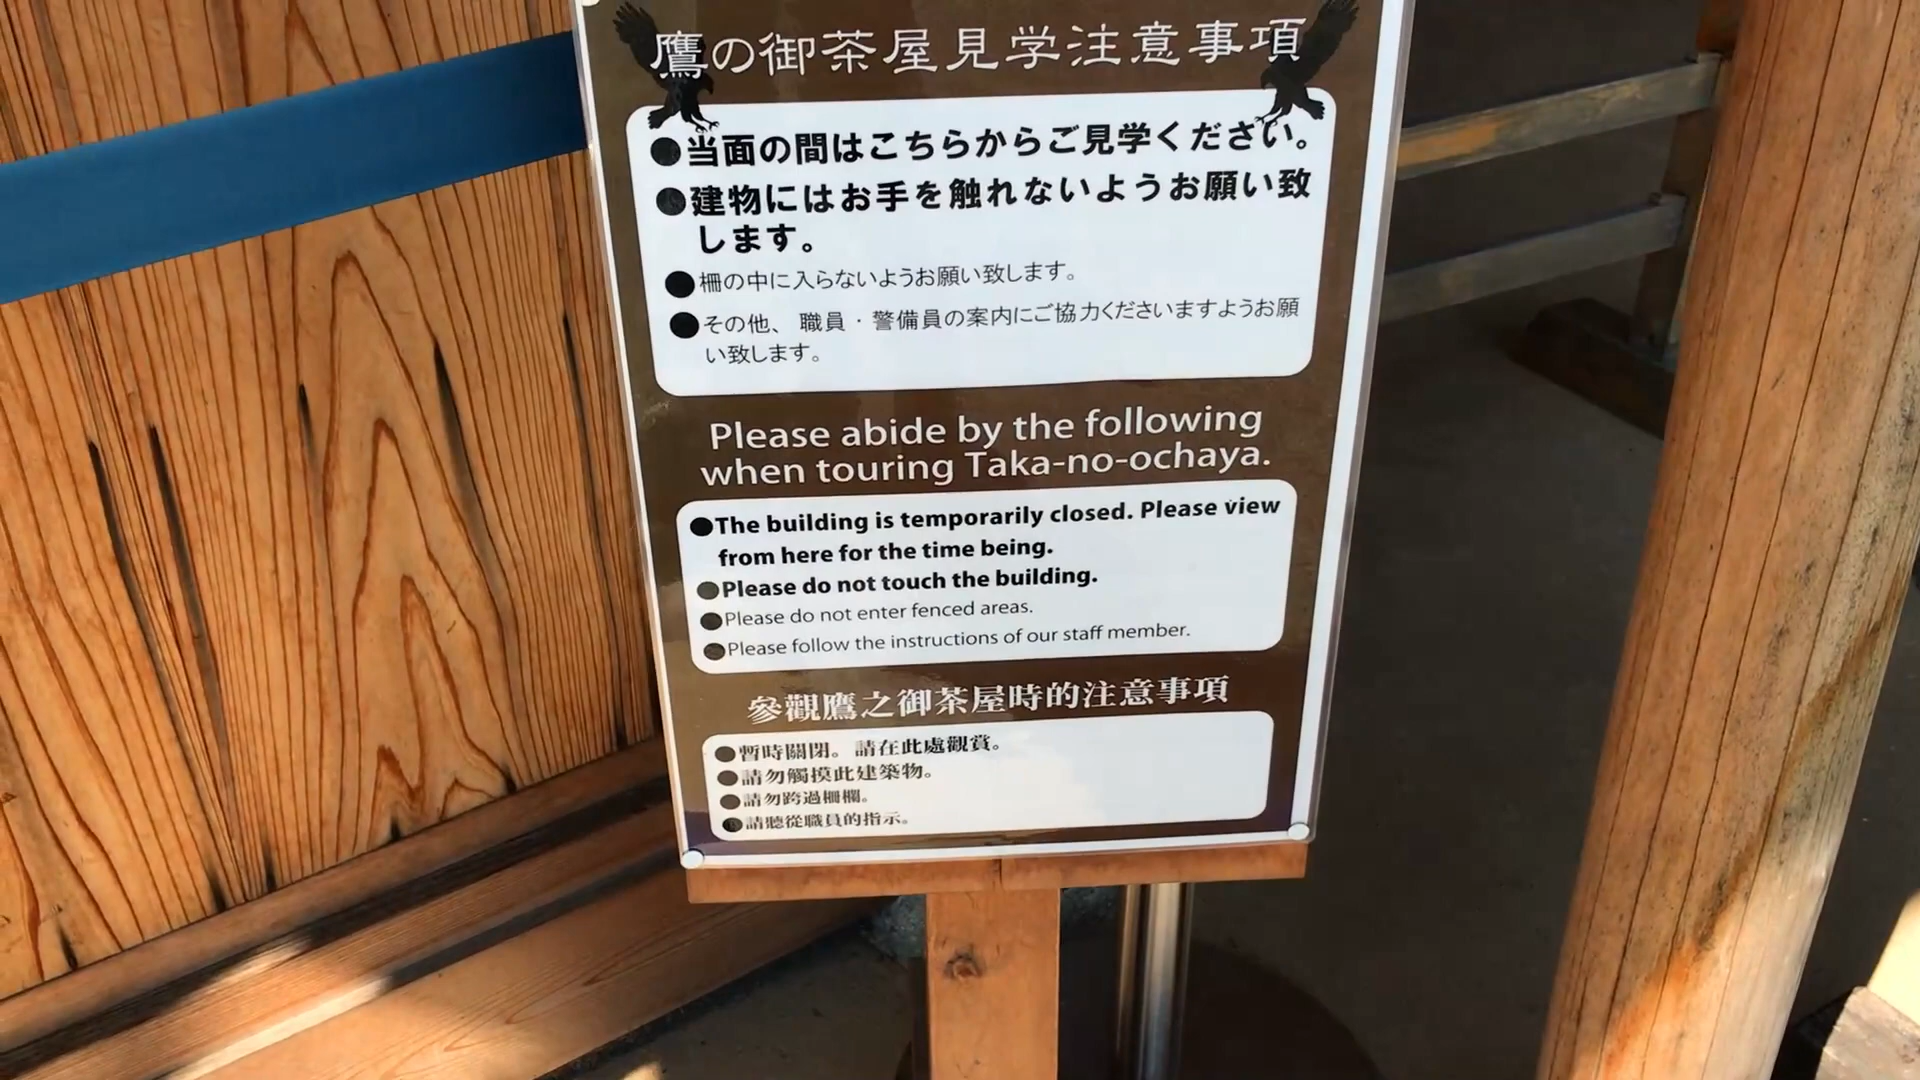 鷹の御茶屋見学注意事項
●当面の間はこちらからご見学ください。
●建物にはお手を触れないようお願い致
します。
●柵の中に入らないようお願い致します。
●その他、職員・警備員の案内にご協力くださいますようお願
い致します。
Please abide by the following
when touring Taka-no-ochaya.
●The building is temporarily closed. Please view
from here for the time being.
●Please do not touch the building.
●Please do not enter fenced areas.
●Please follow the instructions of our staff member.
參觀鷹之御茶屋時的注意事項
●暫時關閉。請在此處觀賞。
●請勿觸摸此建築物。
●請勿跨過柵欄。
●請聽從職員的指示。